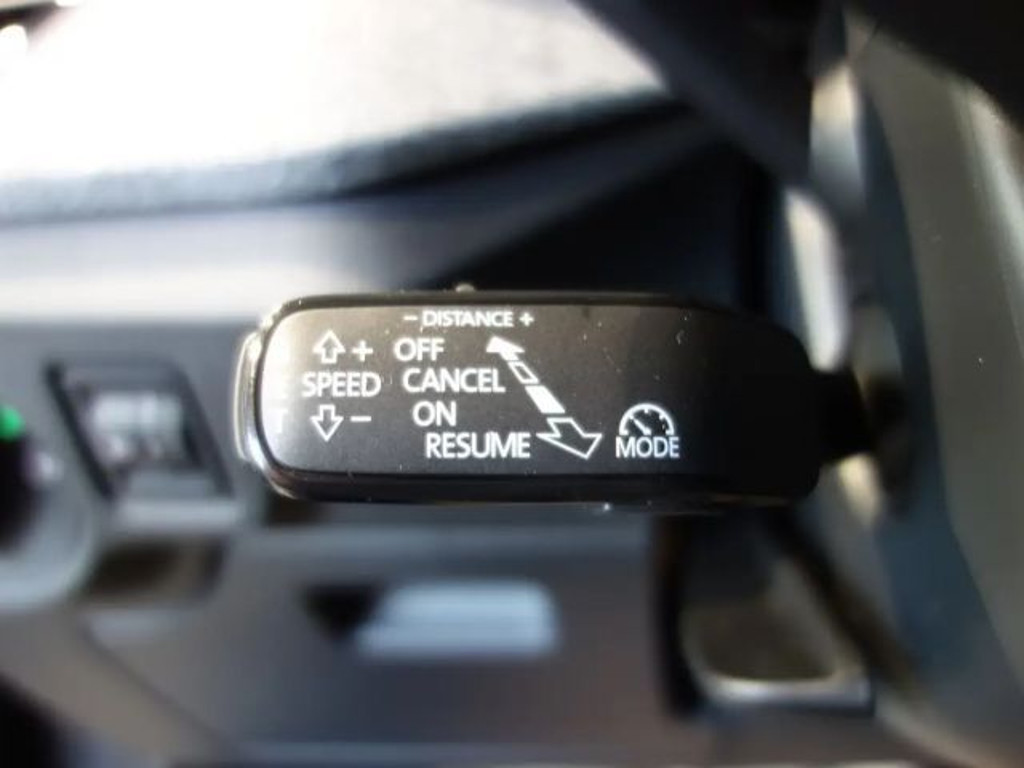 − DISTANCE +
⇧ + OFF
SPEED CANCEL
⇩ − ON
RESUME MODE